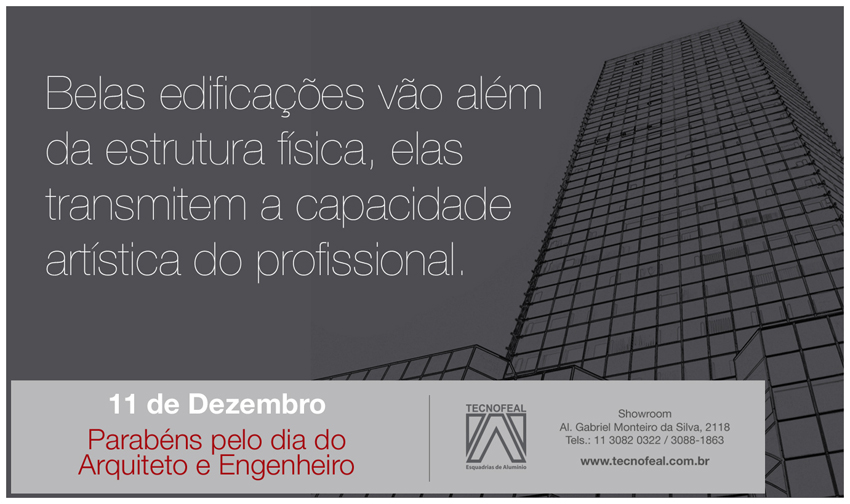 Belas edificações vão além
da estrutura física, elas
transmitem a capacidade
artística do profissional.
11 de Dezembro
Parabéns pelo dia do
Arquiteto e Engenheiro
TECNOFEAL
Esquadrias de Alumínio
Showroom
Al. Gabriel Monteiro da Silva, 2118
Tels.: 11 3082 0322 / 3088-1863
www.tecnofeal.com.br